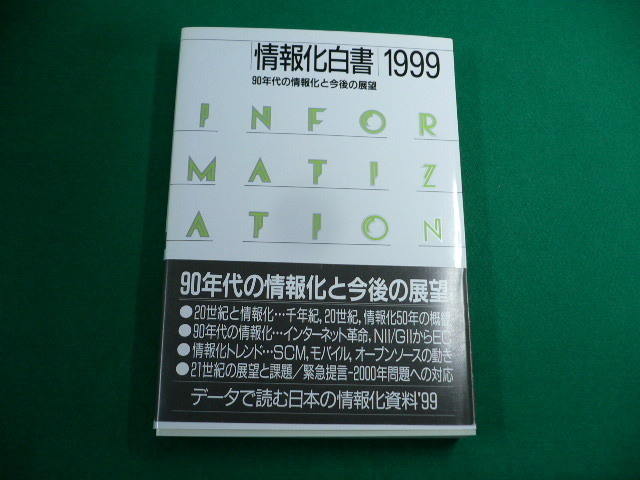 情報化白書 1999
90年代の情報化と今後の展望
INFOR
MATIZ
ATION
90年代の情報化と今後の展望
●20世紀と情報化…千年紀,20世紀,情報化50年の概観
●90年代の情報化…インターネット革命,NII/GIIからEC
●情報化トレンド…SCM,モバイル,オープンソースの動き
●21世紀の展望と課題／緊急提言-2000年問題への対応
データで読む日本の情報化資料'99